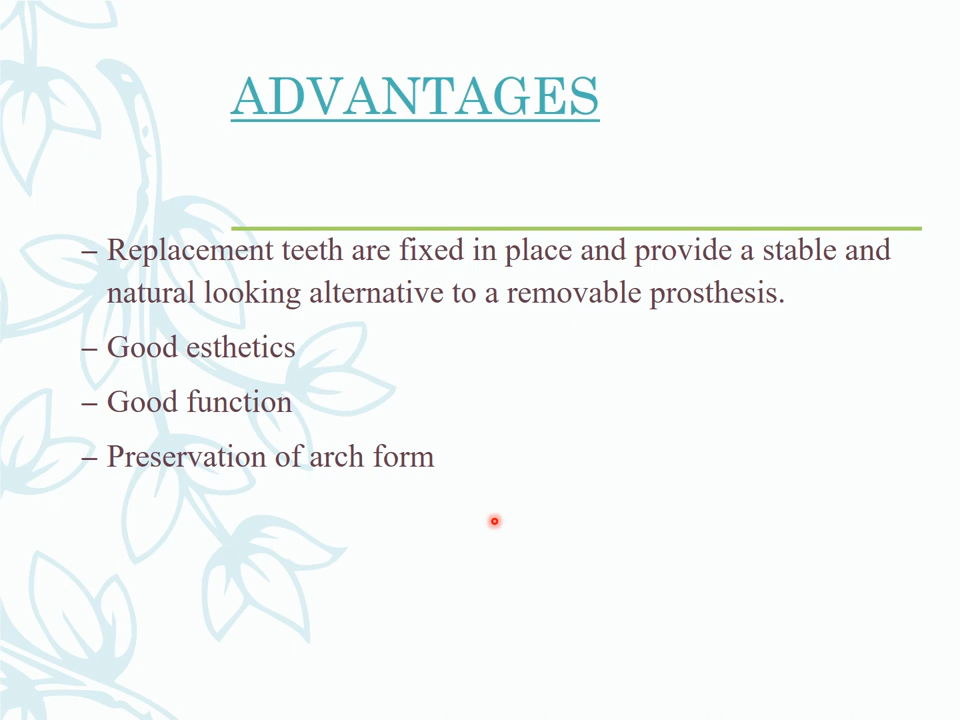 ADVANTAGES
– Replacement teeth are fixed in place and provide a stable and
natural looking alternative to a removable prosthesis.
– Good esthetics
– Good function
– Preservation of arch form